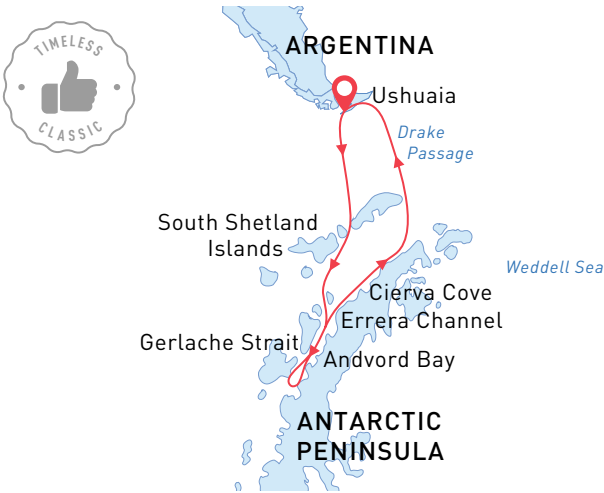 TIMELESS
CLASSIC
ARGENTINA
Ushuaia
Drake
Passage
South Shetland
Islands
Weddell Sea
Cierva Cove
Errera Channel
Gerlache Strait
Andvord Bay
ANTARCTIC
PENINSULA